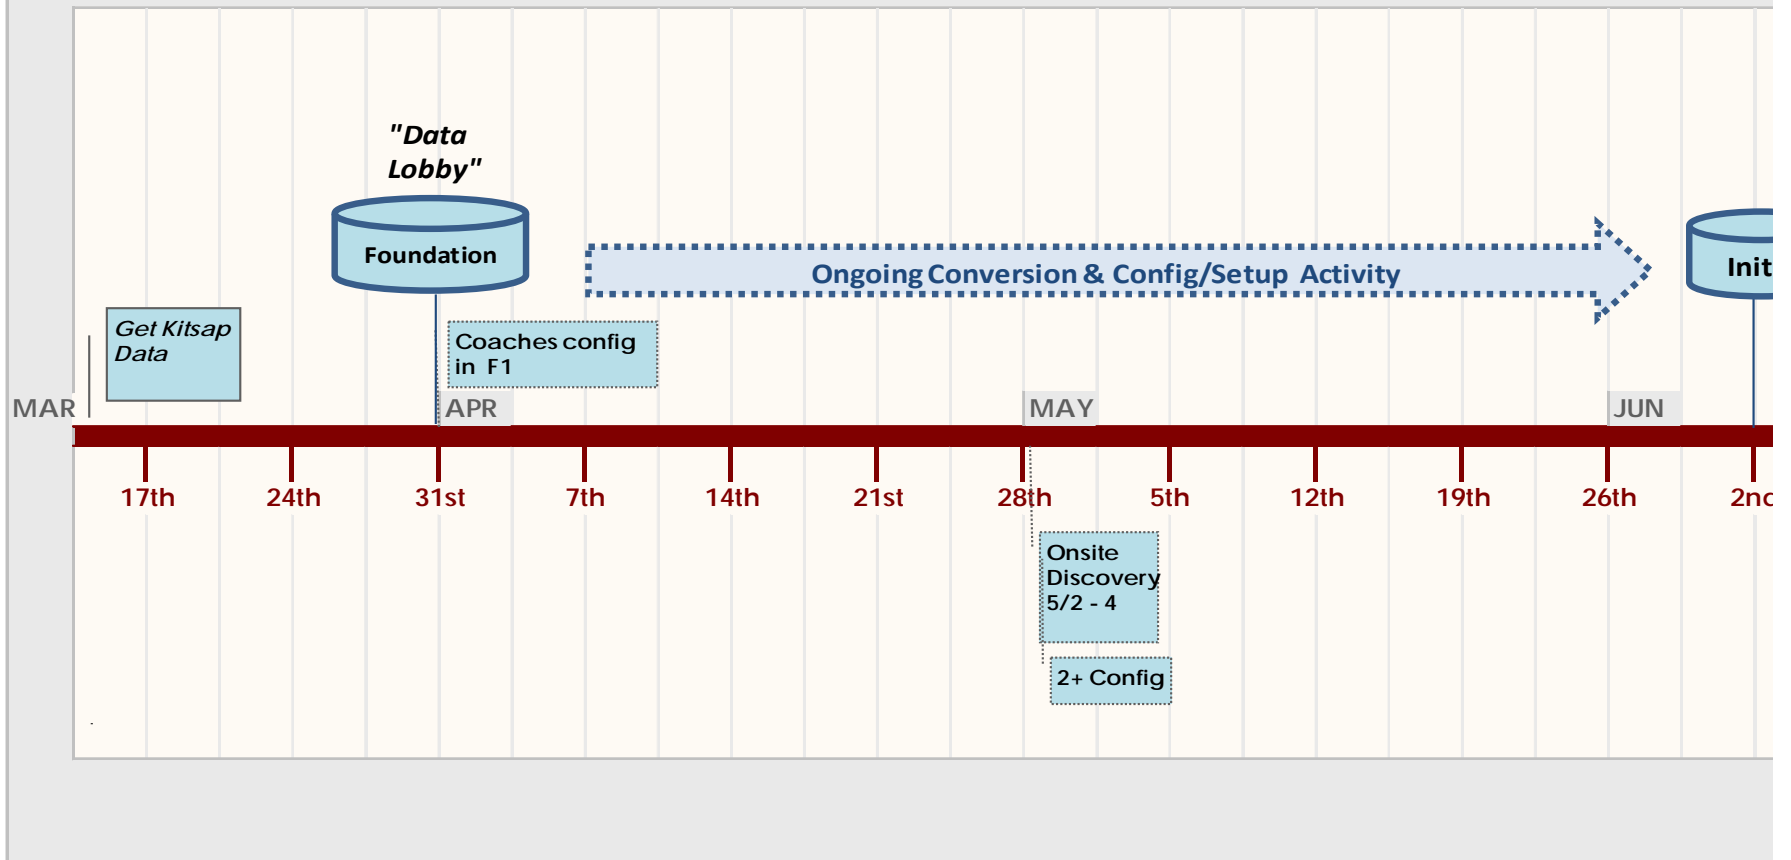 "Data
Lobby"
Foundation
Ongoing Conversion & Config/Setup Activity
Init
Get Kitsap
Data
Coaches config
in F1
MAR
APR
MAY
JUN
17th
24th
31st
7th
14th
21st
28th
5th
12th
19th
26th
2nd
Onsite
Discovery
5/2 - 4
2+ Config